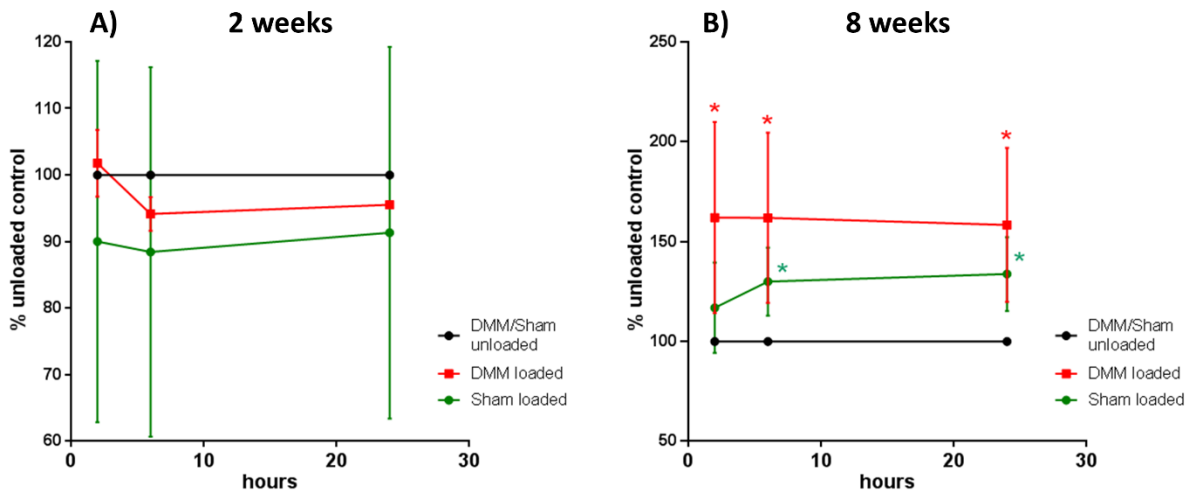 A) 2 weeks
120
110
100
90
80
70
60
% unloaded control
0 10 20 30
hours
DMM/Sham
unloaded
DMM loaded
Sham loaded
B) 8 weeks
250
200
150
100
50
% unloaded control
0 10 20 30
hours
* * *
* *
DMM/Sham
unloaded
DMM loaded
Sham loaded